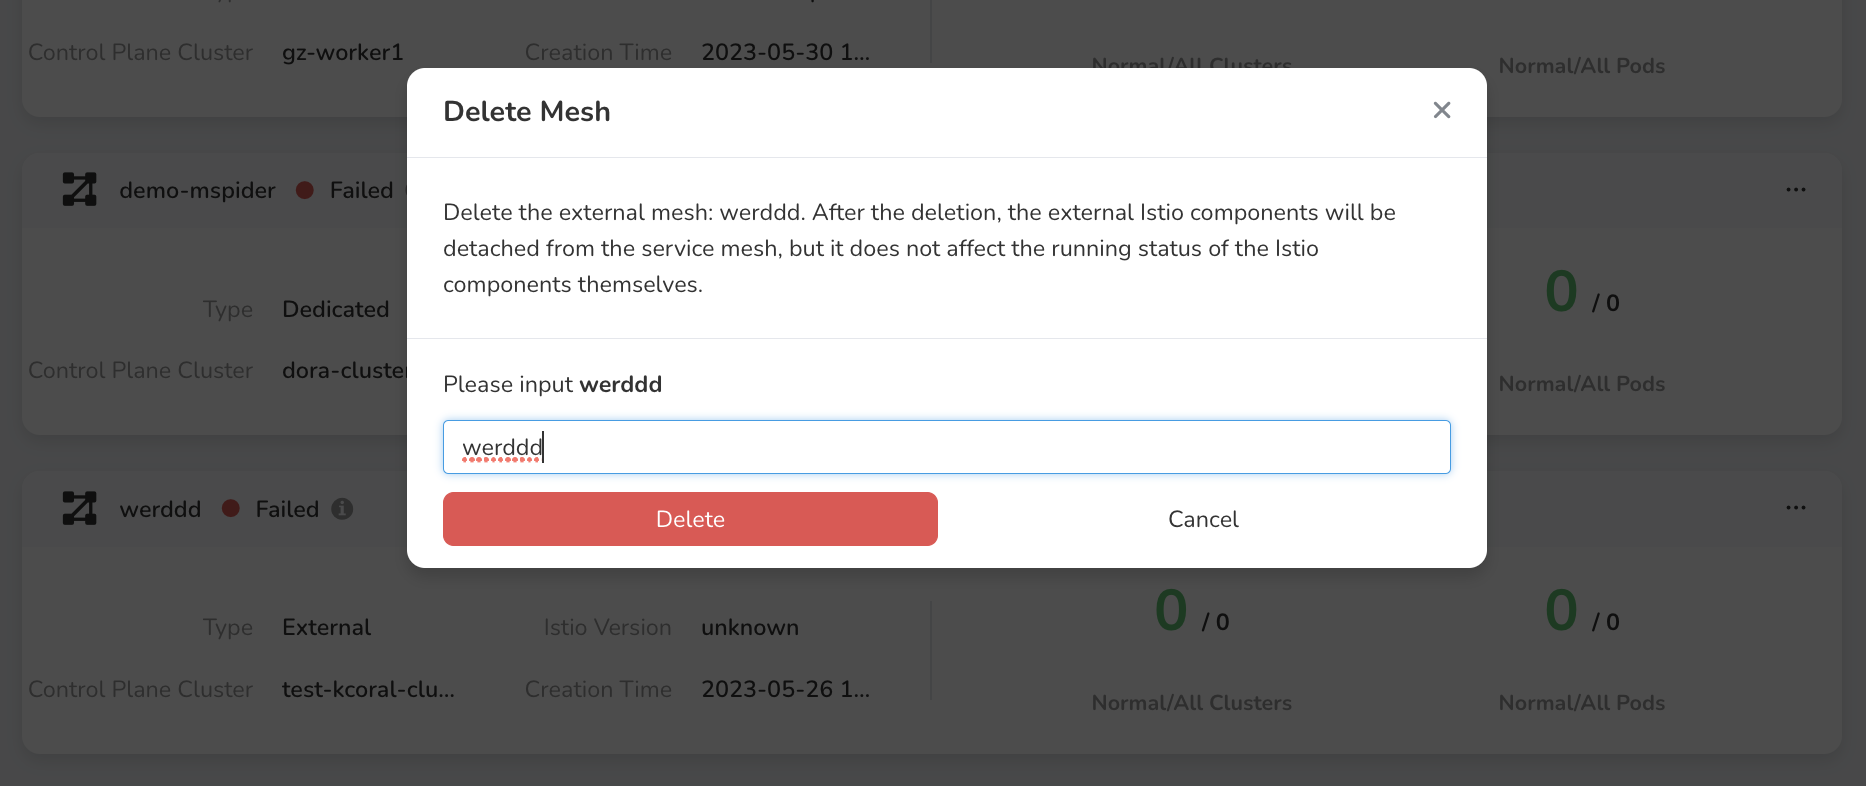 Control Plane Cluster gz-worker1 Creation Time 2023-05-30 1...
Normal/All Clusters Normal/All Pods
Delete Mesh
demo-mspider Failed
Delete the external mesh: werddd. After the deletion, the external Istio components will be
detached from the service mesh, but it does not affect the running status of the Istio
components themselves.
Type Dedicated
0 / 0
Control Plane Cluster dora-cluster
Normal/All Pods
Please input werddd
werddd
Delete Cancel
werddd Failed
Type External Istio Version unknown
0 / 0 0 / 0
Control Plane Cluster test-kcoral-clu... Creation Time 2023-05-26 1...
Normal/All Clusters Normal/All Pods